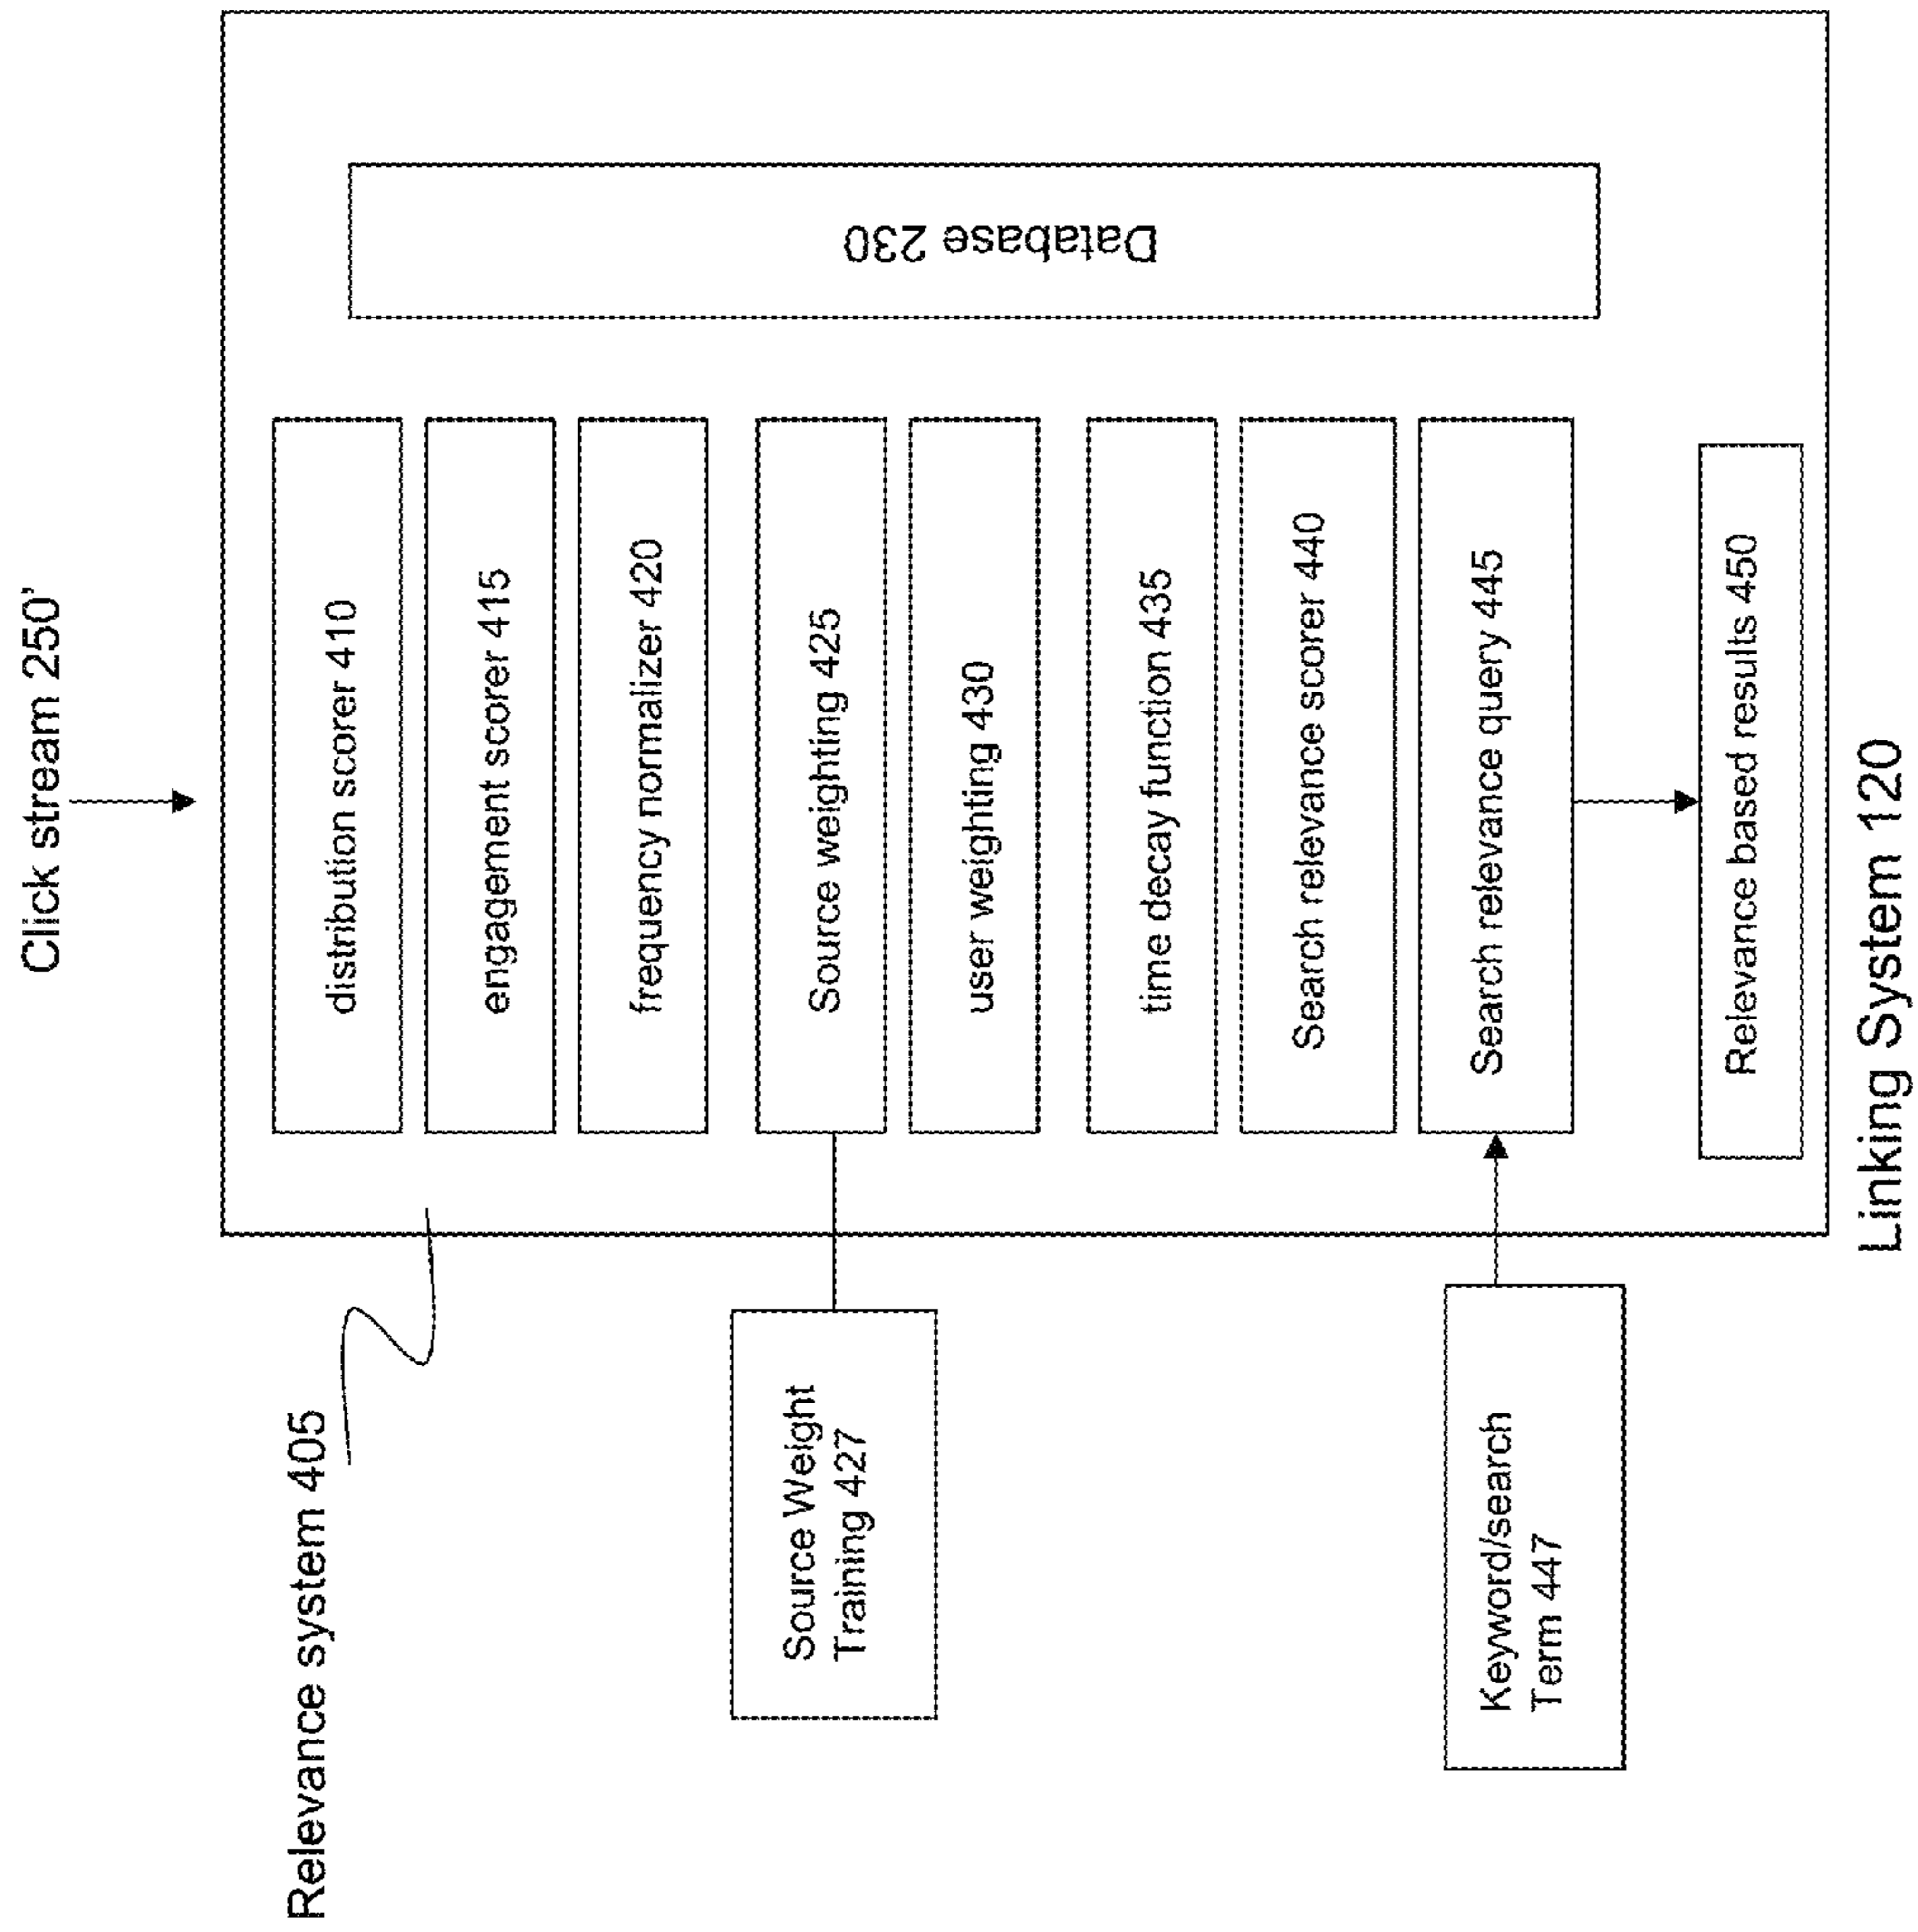 Click stream 250'
Relevance system 405
distribution scorer 410
engagement scorer 415
frequency normalizer 420
Source Weight
Training 427
Source weighting 425
user weighting 430
time decay function 435
Search relevance scorer 440
Keyword/search
Term 447
Search relevance query 445
Relevance based results 450
Database 230
Linking System 120